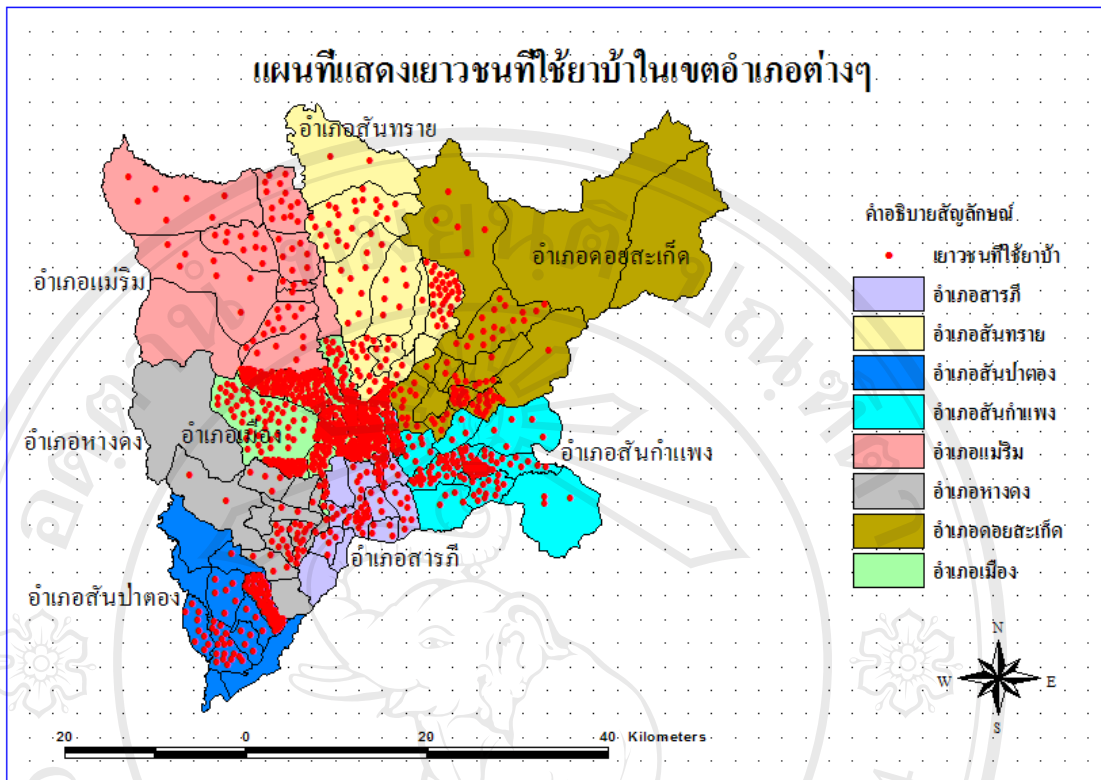 แผนที่แสดงเยาวชนที่ใช้ยาบ้าในเขตอำเภอต่างๆ
อำเภอสันทราย
อำเภอดอยสะเก็ด
อำเภอแม่ริม
อำเภอหางดง
อำเภอเมือง
อำเภอสันกำแพง
อำเภอสารภี
อำเภอสันป่าตอง
คำอธิบายสัญลักษณ์
เยาวชนที่ใช้ยาบ้า
อำเภอสารภี
อำเภอสันทราย
อำเภอสันป่าตอง
อำเภอสันกำแพง
อำเภอแม่ริม
อำเภอหางดง
อำเภอดอยสะเก็ด
อำเภอเมือง
N
W E
S
20 0 20 40 Kilometers